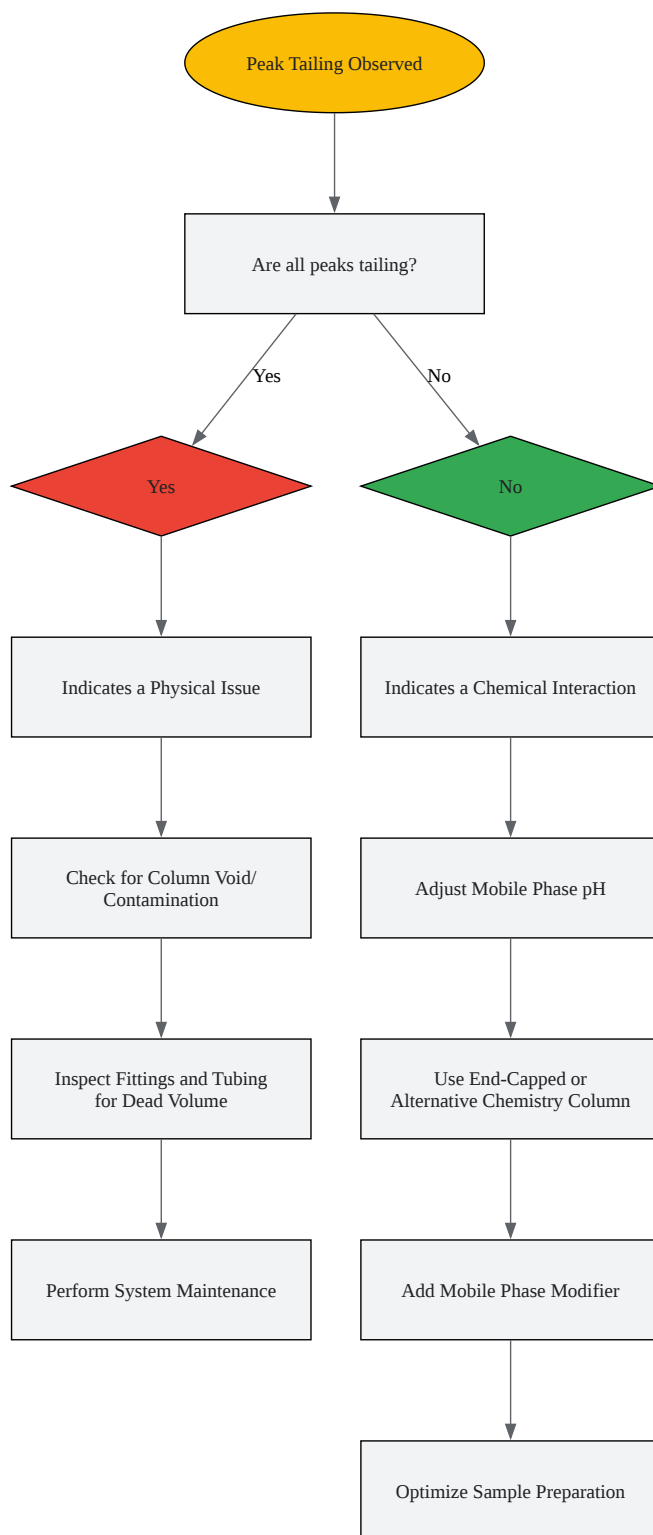 Peak Tailing Observed
Are all peaks tailing?
Yes
No
Yes
No
Indicates a Physical Issue
Indicates a Chemical Interaction
Check for Column Void/
Contamination
Adjust Mobile Phase pH
Inspect Fittings and Tubing
for Dead Volume
Use End-Capped or
Alternative Chemistry Column
Perform System Maintenance
Add Mobile Phase Modifier
Optimize Sample Preparation